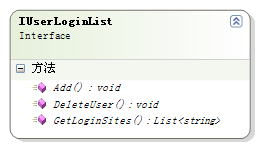 IUserLoginList
Interface
方法
Add() : void
DeleteUser() : void
GetLoginSites() : List<string>